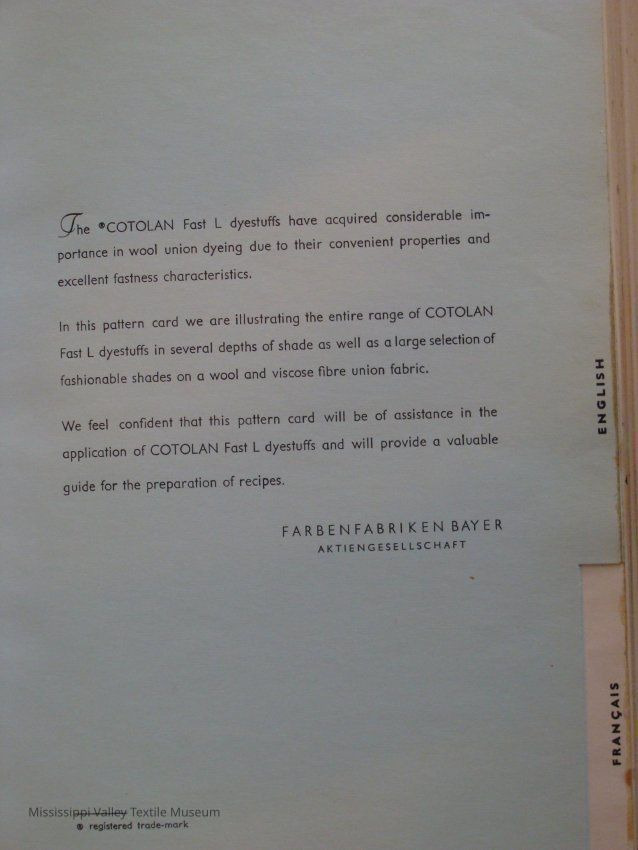 The ®COTOLAN Fast L dyestuffs have acquired considerable im-
portance in wool union dyeing due to their convenient properties and
excellent fastness characteristics.
In this pattern card we are illustrating the entire range of COTOLAN
Fast L dyestuffs in several depths of shade as well as a large selection of
fashionable shades on a wool and viscose fibre union fabric.
We feel confident that this pattern card will be of assistance in the
application of COTOLAN Fast L dyestuffs and will provide a valuable
guide for the preparation of recipes.
FARBENFABRIKEN BAYER
AKTIENGESELLSCHAFT
ENGLISH
FRANÇAIS
Mississippi Valley Textile Museum
® registered trade-mark